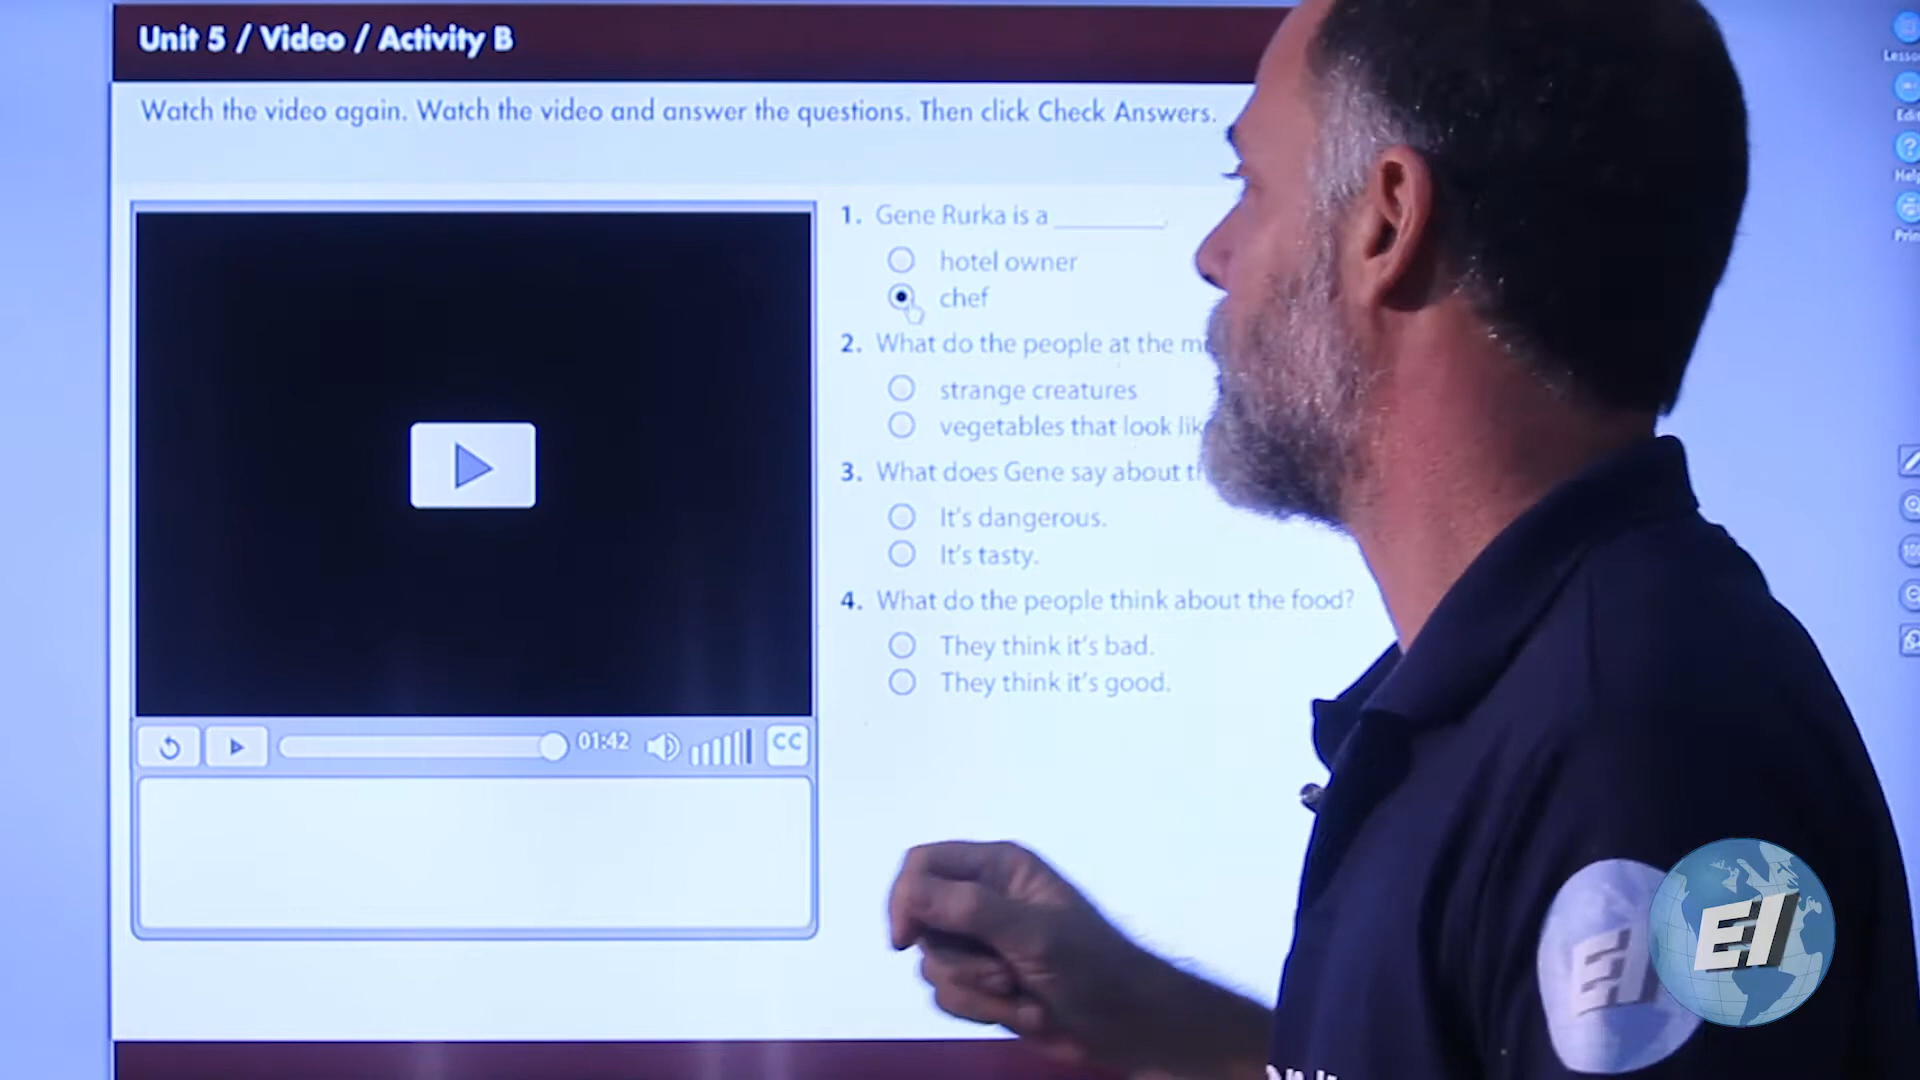 Unit 5 / Video / Activity B
Watch the video again. Watch the video and answer the questions. Then click Check Answers.
1. Gene Rurka is a
hotel owner
chef
2. What do the people at the
strange creatures
vegetables that look
3. What does Gene say about
It's dangerous.
It's tasty.
4. What do the people think about the food?
They think it's bad.
They think it's good.
01:42
CC
EI
EI